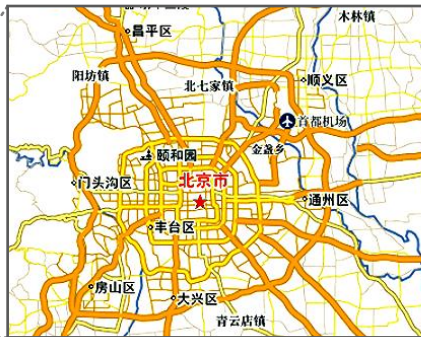 木林镇
昌平区
阳坊镇
顺义区
北七家镇
首都机场
金盏乡
颐和园
北京市
门头沟区
通州区
丰台区
房山区
大兴区
青云店镇